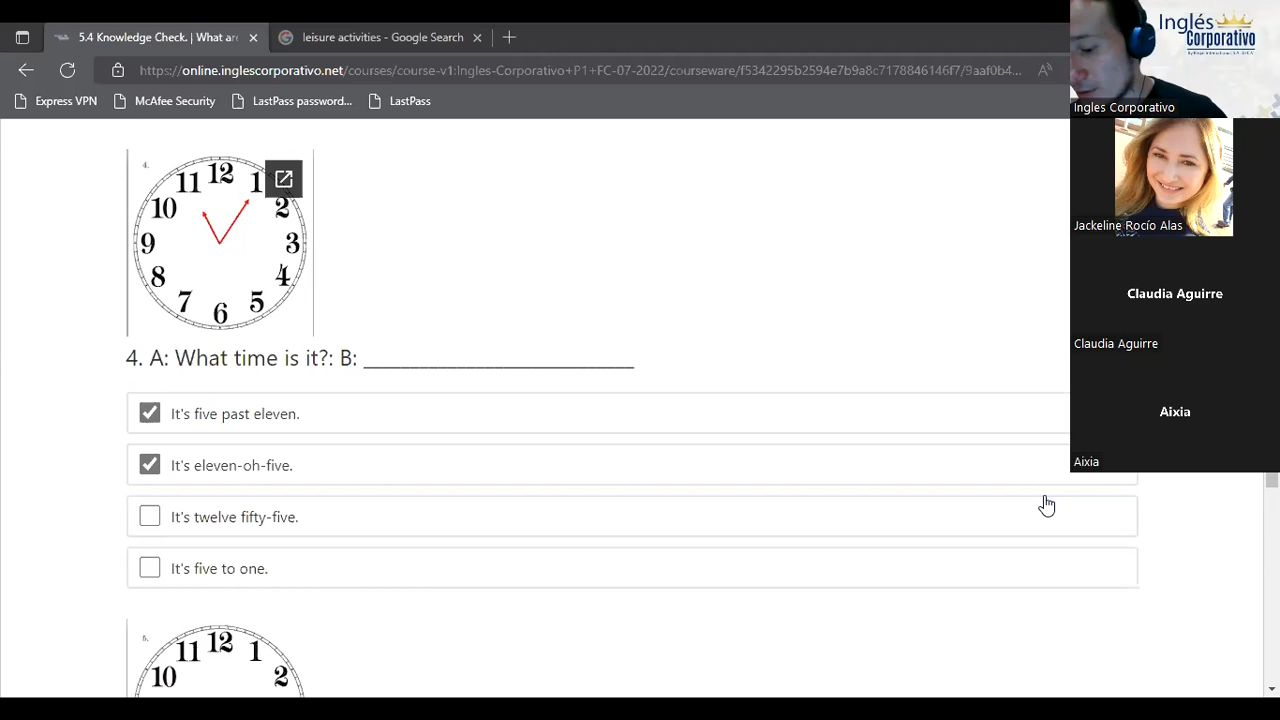 5.4 Knowledge Check. | What are
leisure activities - Google Search
https://online.inglescorporativo.net/courses/course-v1:Ingles-Corporativo+P1+FC-07-2022/courseware/f5342295b2594e7b9a8c7178846146f7/9aaf0b4...
Express VPN
McAfee Security
LastPass password...
LastPass
Inglés
Corporativo
Ingles Corporativo
Jackeline Rocío Alas
Claudia Aguirre
Claudia Aguirre
Aixia
Aixia
4.
12
11
1
10
2
9
3
8
4
7
5
6
4. A: What time is it?: B: ___________________________
It's five past eleven.
It's eleven-oh-five.
It's twelve fifty-five.
It's five to one.
5.
12
11
1
10
2